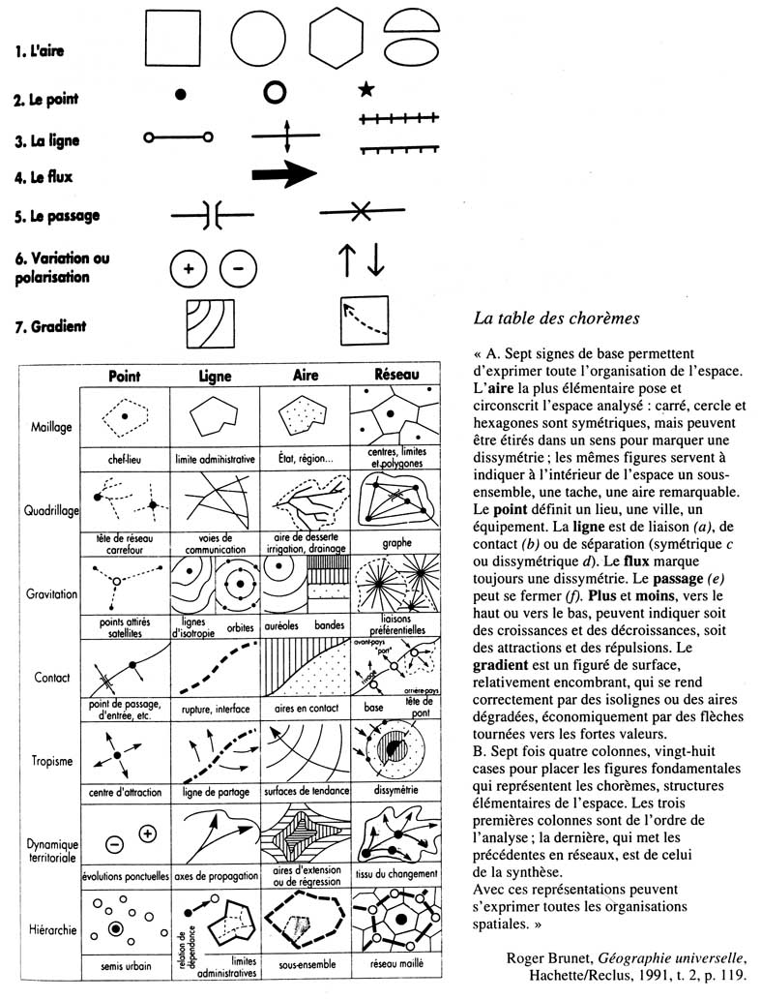 1. L'aire
2. Le point
3. La ligne
4. Le flux
5. Le passage
6. Variation ou
polarisation
+
−
7. Gradient
Point Ligne Aire Réseau
Maillage
chef-lieu
limite administrative
État, région...
centres, limites
et polygones
Quadrillage
tête de réseau
carrefour
voies de
communication
aire de desserte
irrigation, drainage
graphe
Gravitation
points attirés
satellites
lignes
d'isotropie
orbites
auréoles
bandes
liaisons
préférentielles
Contact
point de passage,
d'entrée, etc.
rupture, interface
aires en contact
avant-pays
"port"
arrière-pays
base
tête de
pont
Tropisme
centre d'attraction
ligne de partage
surfaces de tendance
dissymétrie
Dynamique
territoriale
−
+
évolutions ponctuelles
axes de propagation
aires d'extension
ou de régression
tissu du changement
Hiérarchie
semis urbain
relation de
dépendance
limites
administratives
sous-ensemble
réseau maillé
La table des chorèmes
« A. Sept signes de base permettent
d'exprimer toute l'organisation de l'espace.
L'aire la plus élémentaire pose et
circonscrit l'espace analysé : carré, cercle et
hexagones sont symétriques, mais peuvent
être étirés dans un sens pour marquer une
dissymétrie ; les mêmes figures servent à
indiquer à l'intérieur de l'espace un sous-
ensemble, une tache, une aire remarquable.
Le point définit un lieu, une ville, un
équipement. La ligne est de liaison (a), de
contact (b) ou de séparation (symétrique c
ou dissymétrique d). Le flux marque
toujours une dissymétrie. Le passage (e)
peut se fermer (f). Plus et moins, vers le
haut ou vers le bas, peuvent indiquer soit
des croissances et des décroissances, soit
des attractions et des répulsions. Le
gradient est un figuré de surface,
relativement encombrant, qui se rend
correctement par des isolignes ou des aires
dégradées, économiquement par des flèches
tournées vers les fortes valeurs.
B. Sept fois quatre colonnes, vingt-huit
cases pour placer les figures fondamentales
qui représentent les chorèmes, structures
élémentaires de l'espace. Les trois
premières colonnes sont de l'ordre de
l'analyse ; la dernière, qui met les
précédentes en réseaux, est de celui
de la synthèse.
Avec ces représentations peuvent
s'exprimer toutes les organisations
spatiales. »
Roger Brunet, Géographie universelle,
Hachette/Reclus, 1991, t. 2, p. 119.